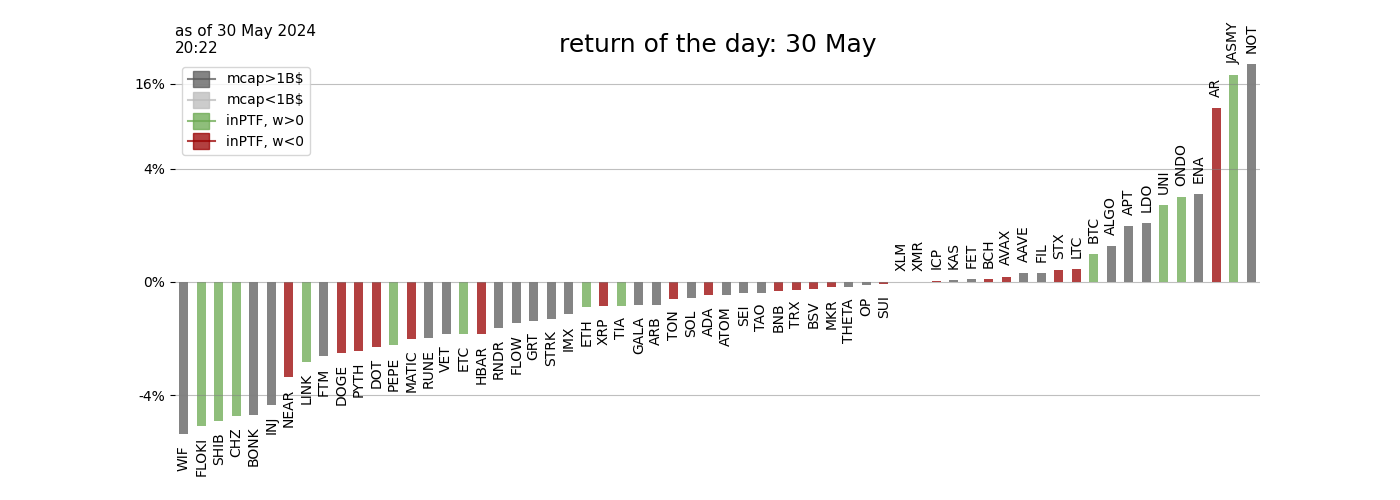 as of 30 May 2024
20:22
return of the day: 30 May
mcap>1B$
mcap<1B$
inPTF, w>0
inPTF, w<0
16%
4%
0%
-4%
WIF
FLOKI
SHIB
CHZ
BONK
INJ
NEAR
LINK
FTM
DOGE
PYTH
DOT
PEPE
MATIC
RUNE
VET
ETC
HBAR
RNDR
FLOW
GRT
STRK
IMX
ETH
XRP
TIA
GALA
ARB
TON
SOL
ADA
ATOM
SEI
TAO
BNB
TRX
BSV
MKR
THETA
OP
SUI
XLM
XMR
ICP
KAS
FET
BCH
AVAX
AAVE
FIL
STX
LTC
BTC
ALGO
APT
LDO
UNI
ONDO
ENA
AR
JASMY
NOT